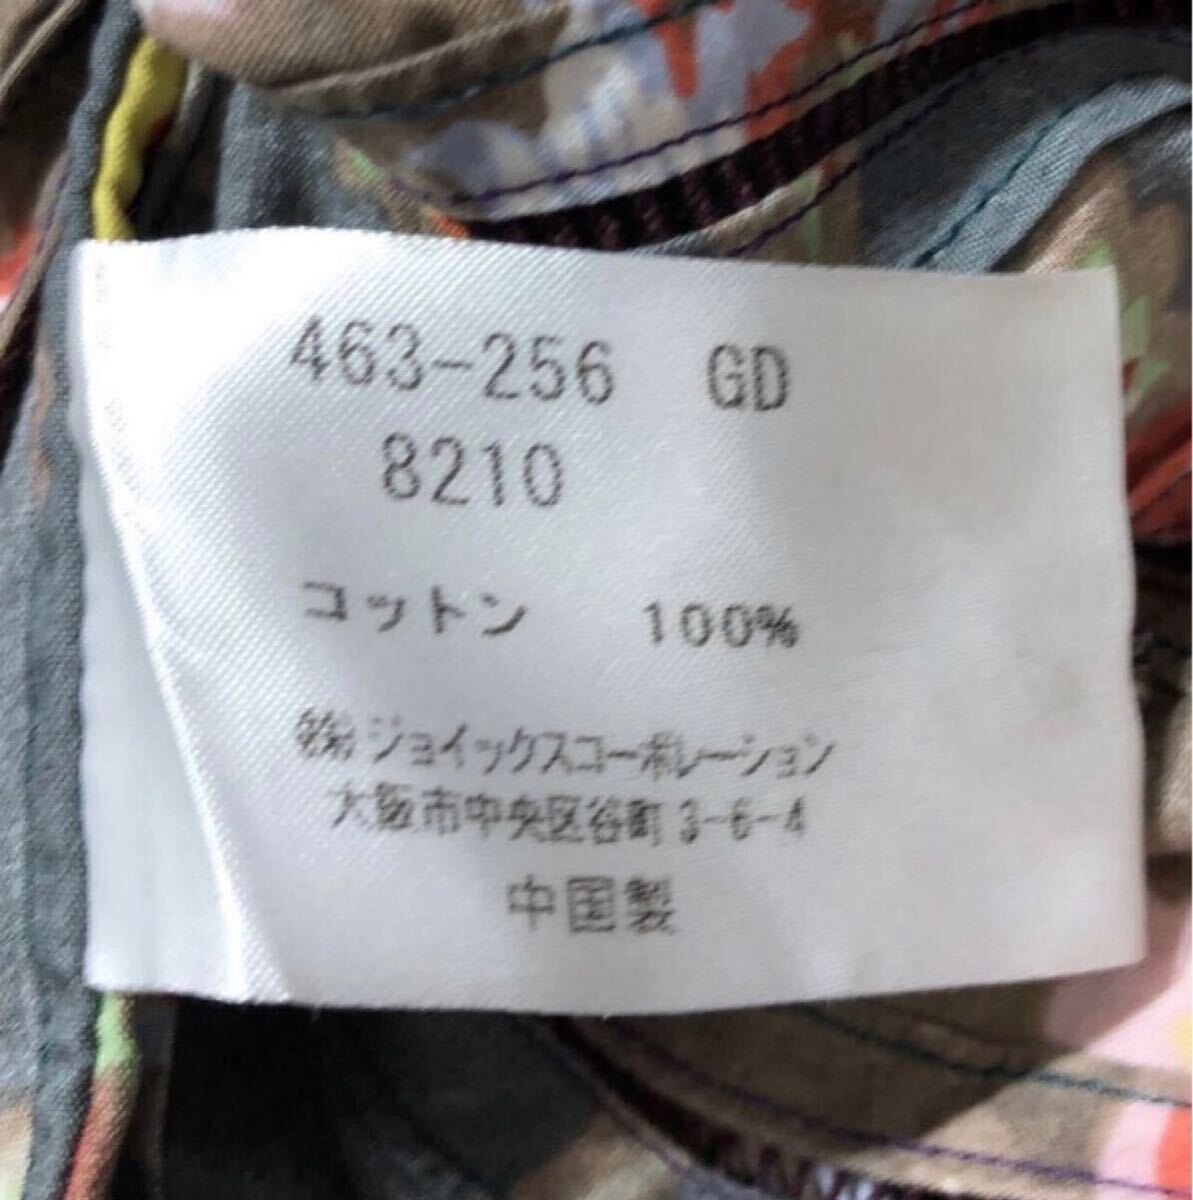 463-256 GD
8210
コットン 100%
㈱ジョイックスコーポレーション
大阪市中央区谷町3-6-4
中国製